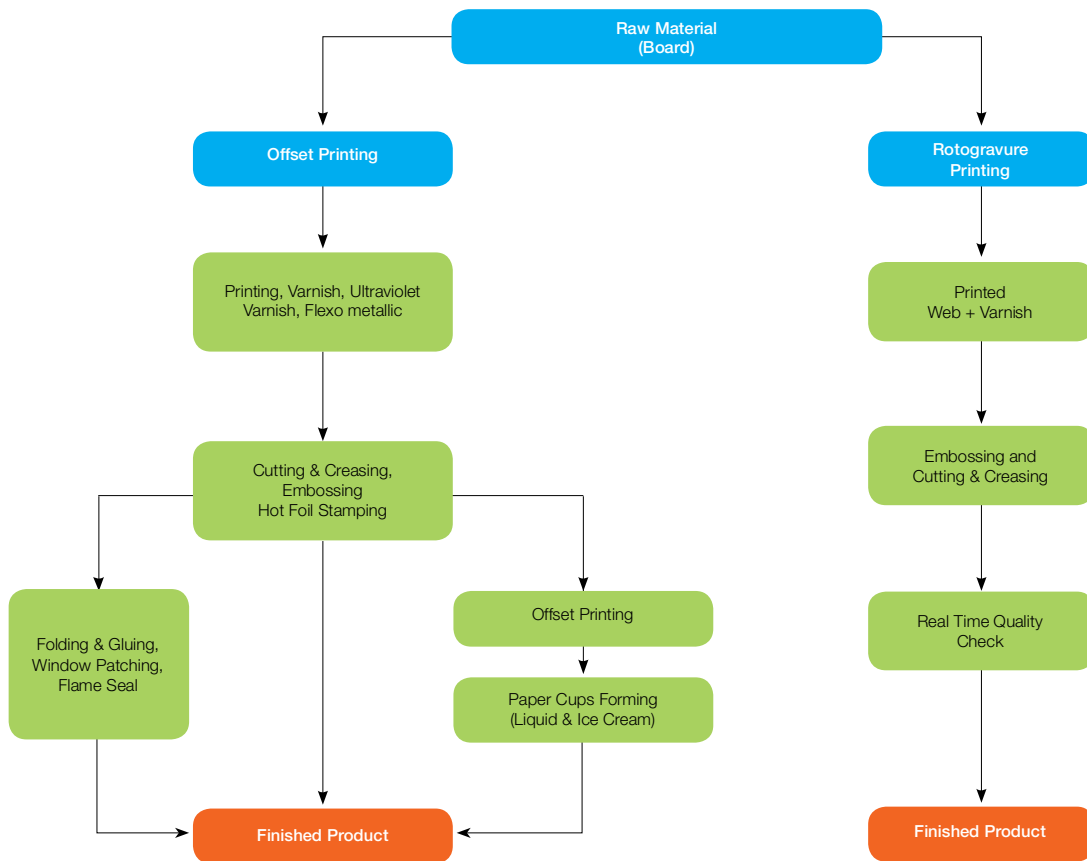 Raw Material
(Board)
Offset Printing
Rotogravure
Printing
Printing, Varnish, Ultraviolet
Varnish, Flexo metallic
Printed
Web + Varnish
Cutting & Creasing,
Embossing
Hot Foil Stamping
Embossing and
Cutting & Creasing
Folding & Gluing,
Window Patching,
Flame Seal
Offset Printing
Paper Cups Forming
(Liquid & Ice Cream)
Real Time Quality
Check
Finished Product
Finished Product